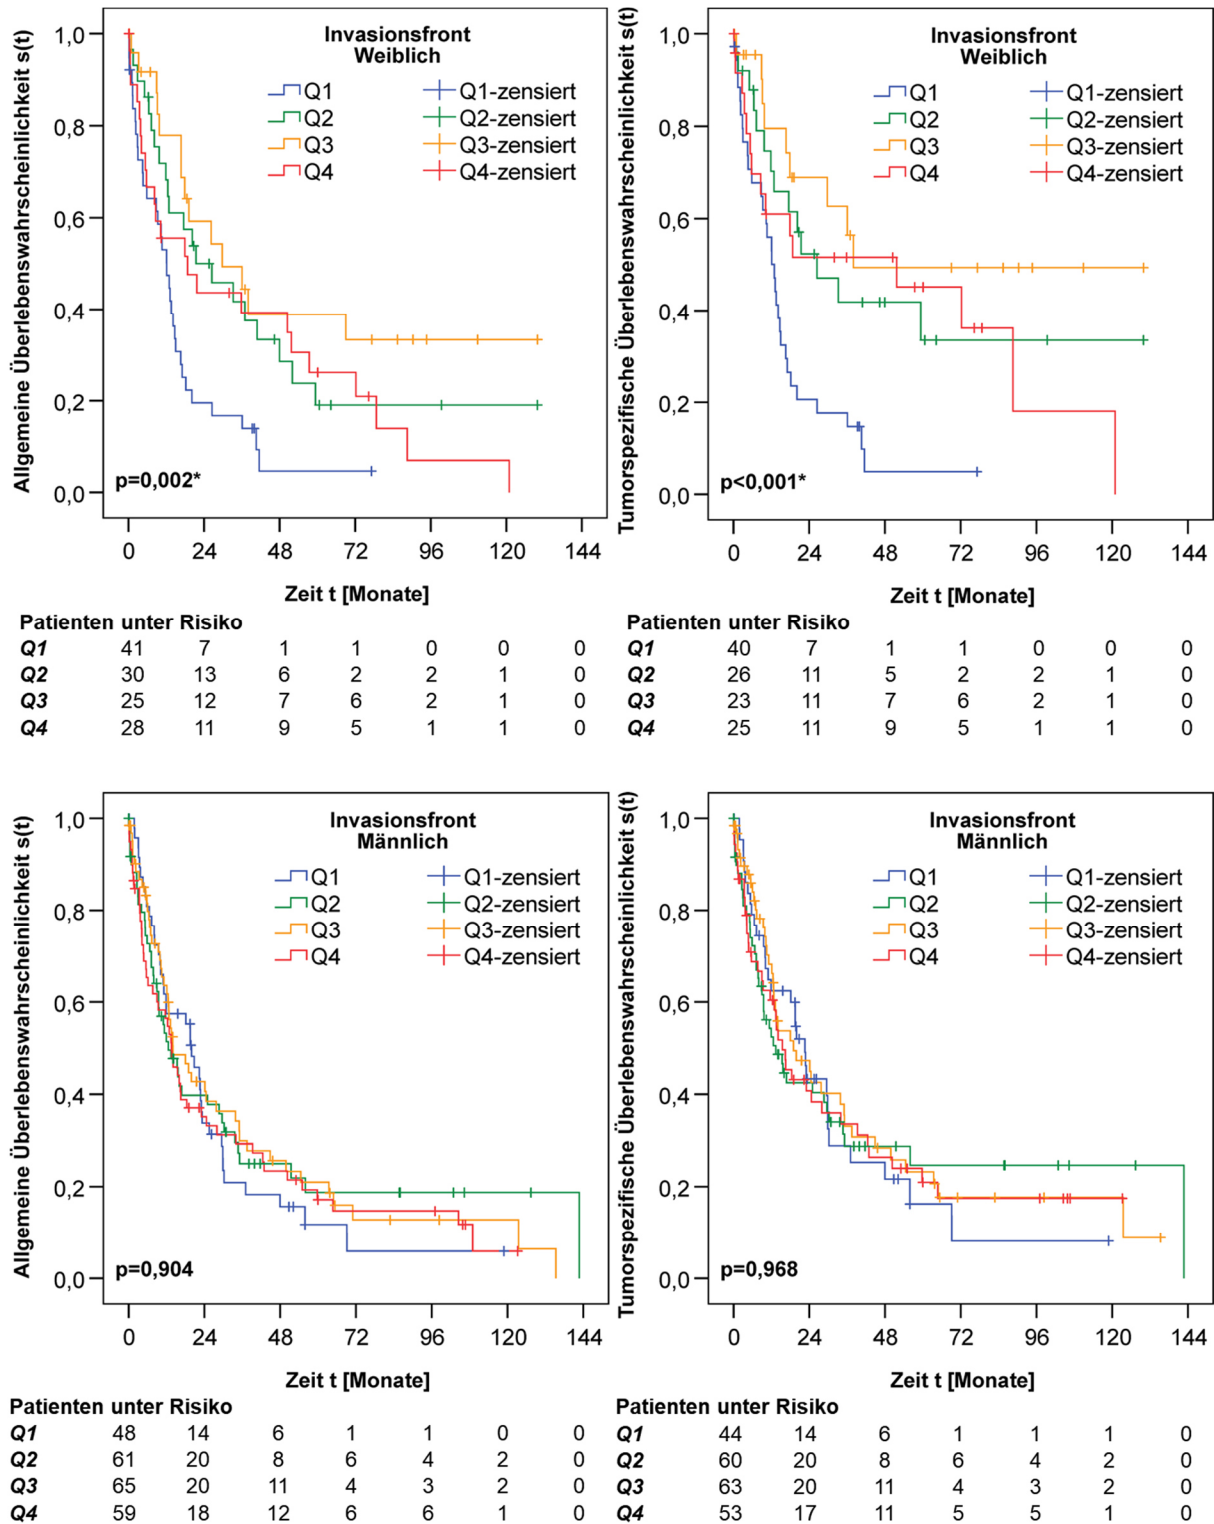 Allgemeine Überlebenswahrscheinlichkeit s(t)
Invasionsfront
Weiblich
Q1 Q1-zensiert
Q2 Q2-zensiert
Q3 Q3-zensiert
Q4 Q4-zensiert
1,0
0,8
0,6
0,4
0,2
0,0
p=0,002*
0 24 48 72 96 120 144
Zeit t [Monate]
Patienten unter Risiko
Q1 41 7 1 1 0 0 0
Q2 30 13 6 2 2 1 0
Q3 25 12 7 6 2 1 0
Q4 28 11 9 5 1 1 0
Tumorspezifische Überlebenswahrscheinlichkeit s(t)
Invasionsfront
Weiblich
Q1 Q1-zensiert
Q2 Q2-zensiert
Q3 Q3-zensiert
Q4 Q4-zensiert
1,0
0,8
0,6
0,4
0,2
0,0
p<0,001*
0 24 48 72 96 120 144
Zeit t [Monate]
Patienten unter Risiko
Q1 40 7 1 1 0 0 0
Q2 26 11 5 2 2 1 0
Q3 23 11 7 6 2 1 0
Q4 25 11 9 5 1 1 0
Allgemeine Überlebenswahrscheinlichkeit s(t)
Invasionsfront
Männlich
Q1 Q1-zensiert
Q2 Q2-zensiert
Q3 Q3-zensiert
Q4 Q4-zensiert
1,0
0,8
0,6
0,4
0,2
0,0
p=0,904
0 24 48 72 96 120 144
Zeit t [Monate]
Patienten unter Risiko
Q1 48 14 6 1 1 0 0
Q2 61 20 8 6 4 2 0
Q3 65 20 11 4 3 2 0
Q4 59 18 12 6 6 1 0
Tumorspezifische Überlebenswahrscheinlichkeit s(t)
Invasionsfront
Männlich
Q1 Q1-zensiert
Q2 Q2-zensiert
Q3 Q3-zensiert
Q4 Q4-zensiert
1,0
0,8
0,6
0,4
0,2
0,0
p=0,968
0 24 48 72 96 120 144
Zeit t [Monate]
Patienten unter Risiko
Q1 44 14 6 1 1 1 0
Q2 60 20 8 6 4 2 0
Q3 63 20 11 4 3 2 0
Q4 53 17 11 5 5 1 0